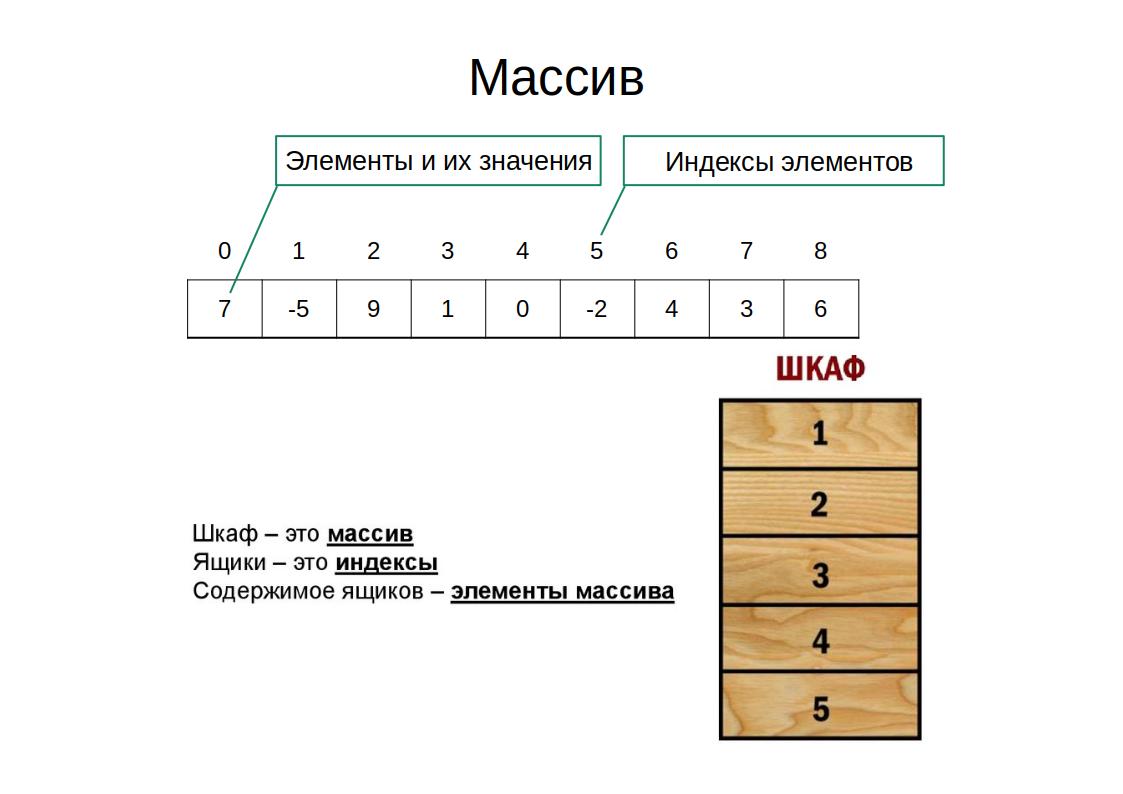 Массив
Элементы и их значения
Индексы элементов
0 1 2 3 4 5 6 7 8
7 -5 9 1 0 -2 4 3 6
ШКАФ
1
2
Шкаф – это массив
Ящики – это индексы
Содержимое ящиков – элементы массива
3
4
5